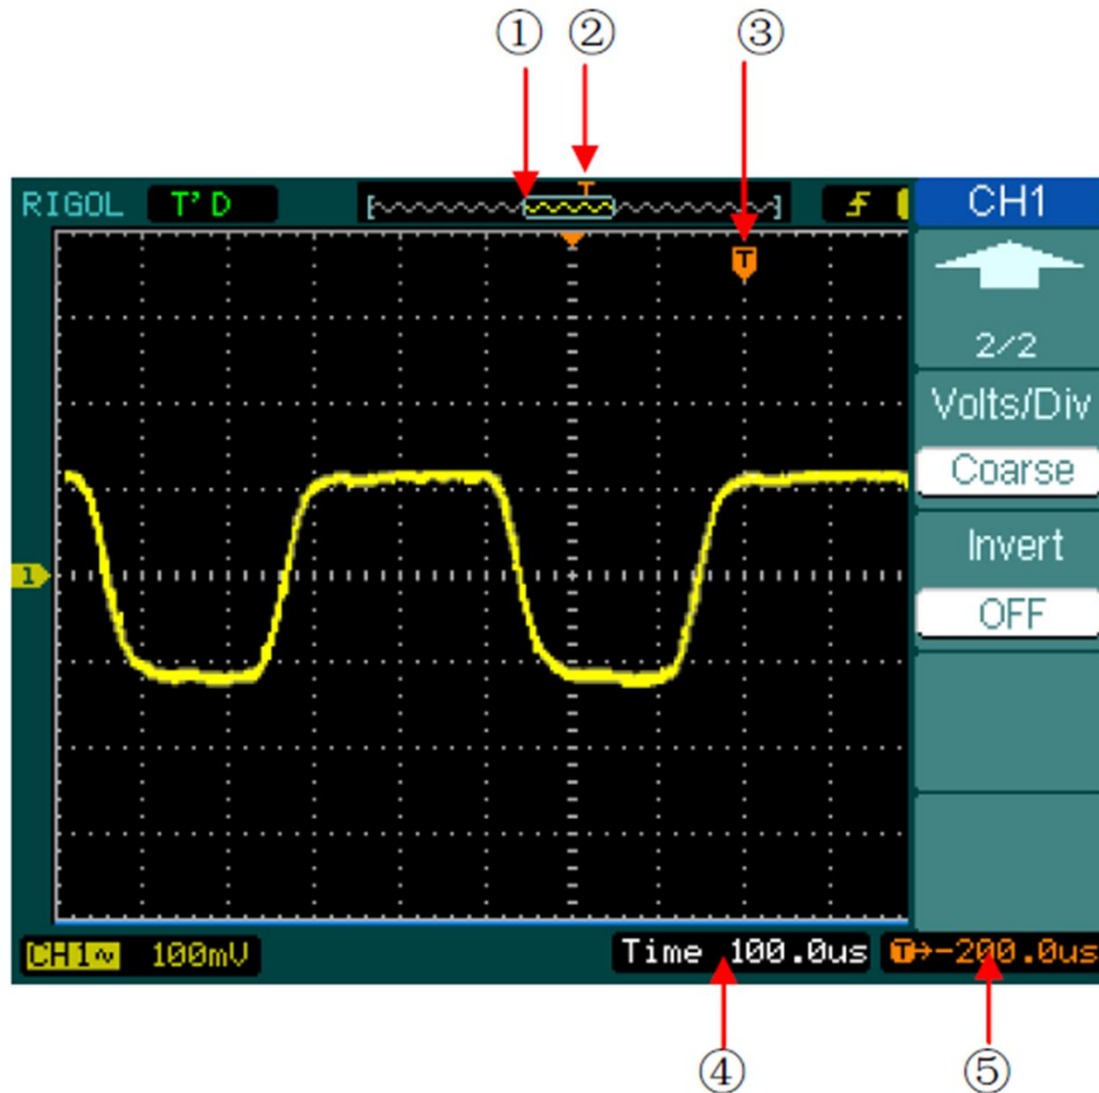 ① ② ③
RIGOL T'D T CH1
T
2/2
Volts/Div
Coarse
Invert
1
OFF
CH1~ 100mV Time 100.0us T→-200.0us
④ ⑤